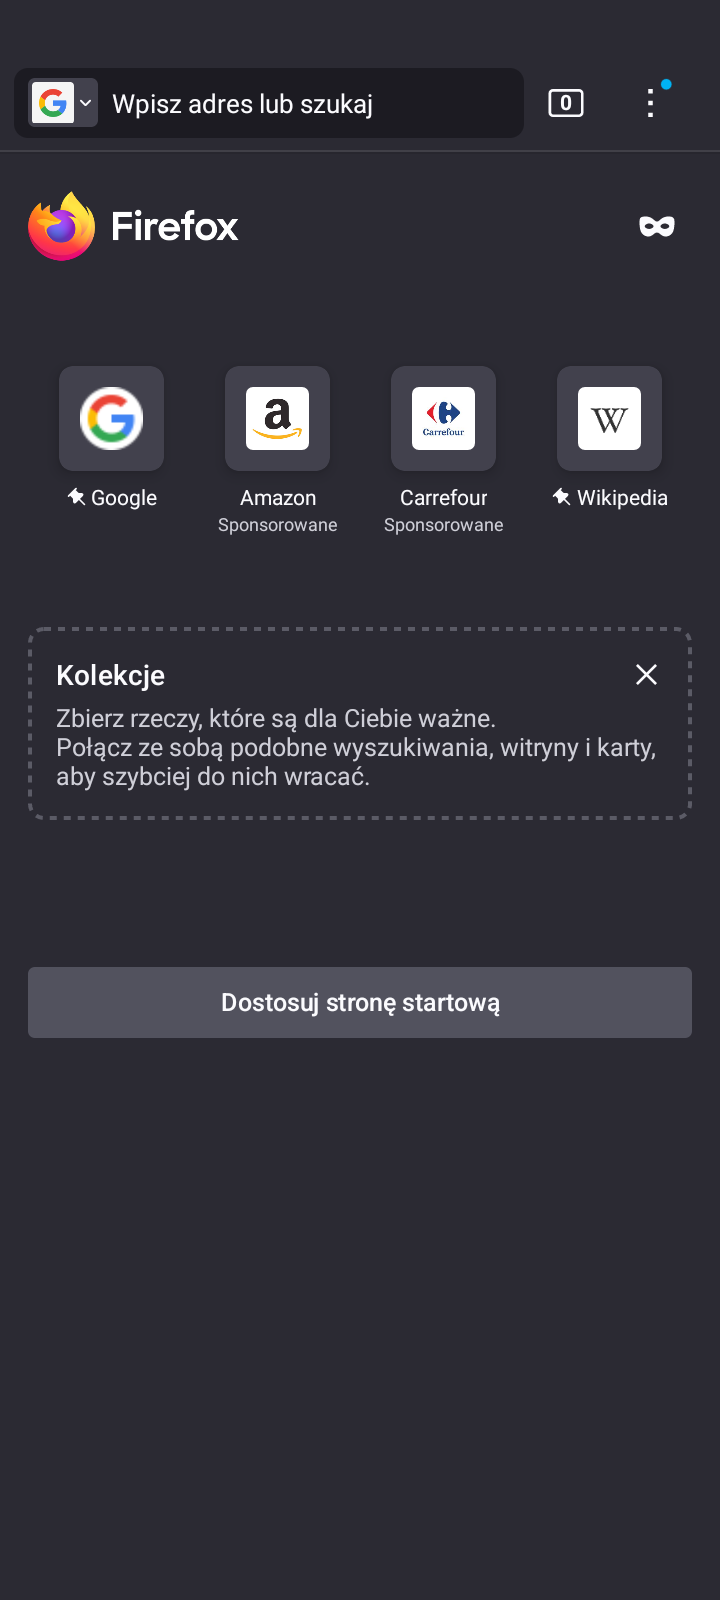 Wpisz adres lub szukaj
0
Firefox
Google
Amazon
Carrefour
Wikipedia
Sponsorowane
Sponsorowane
Kolekcje
Zbierz rzeczy, które są dla Ciebie ważne.
Połącz ze sobą podobne wyszukiwania, witryny i karty,
aby szybciej do nich wracać.
Dostosuj stronę startową